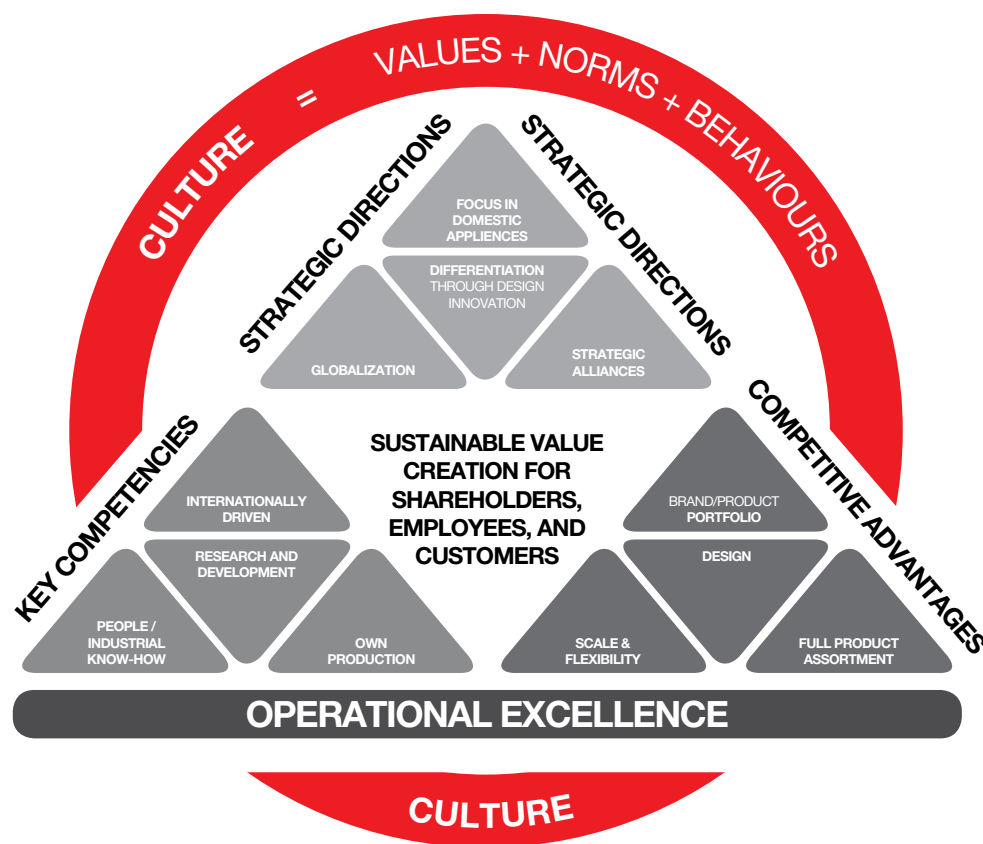 CULTURE = VALUES + NORMS + BEHAVIOURS
STRATEGIC DIRECTIONS
STRATEGIC DIRECTIONS
FOCUS IN
DOMESTIC
APPLIENCES
DIFFERENTIATION
THROUGH DESIGN
INNOVATION
GLOBALIZATION
STRATEGIC
ALLIANCES
KEY COMPETENCIES
INTERNATIONALLY
DRIVEN
RESEARCH AND
DEVELOPMENT
PEOPLE /
INDUSTRIAL
KNOW-HOW
OWN
PRODUCTION
SUSTAINABLE VALUE
CREATION FOR
SHAREHOLDERS,
EMPLOYEES, AND
CUSTOMERS
COMPETITIVE ADVANTAGES
BRAND/PRODUCT
PORTFOLIO
DESIGN
SCALE &
FLEXIBILITY
FULL PRODUCT
ASSORTMENT
OPERATIONAL EXCELLENCE
CULTURE